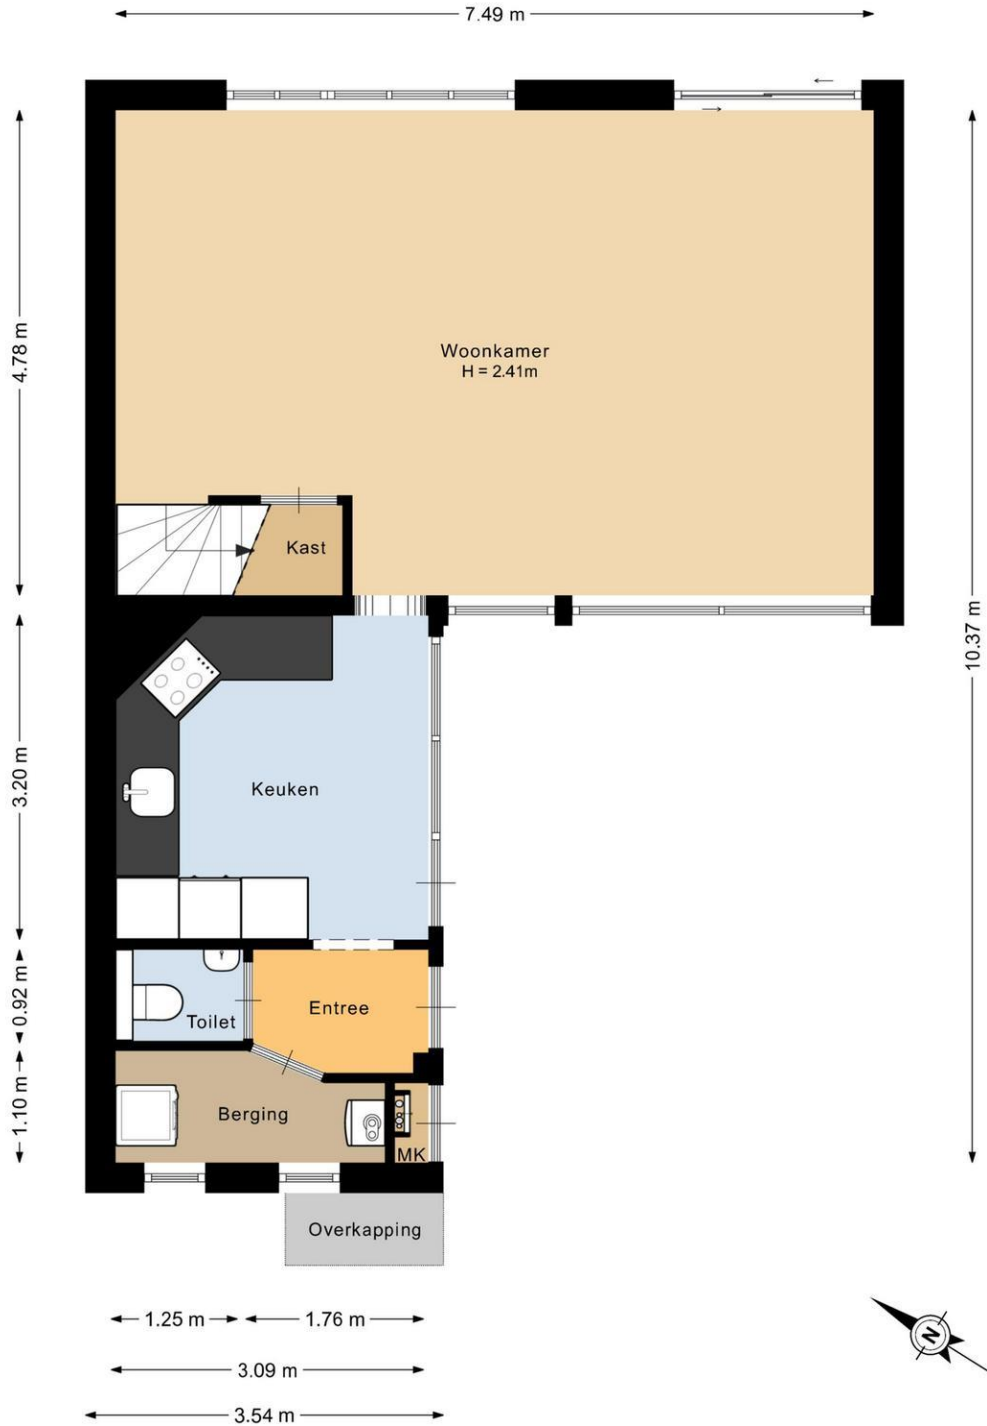 7.49 m
4.78 m
Woonkamer
H = 2.41m
Kast
10.37 m
3.20 m
Keuken
0.92 m
Toilet
Entree
1.10 m
Berging
MK
Overkapping
1.25 m
1.76 m
3.09 m
3.54 m
N